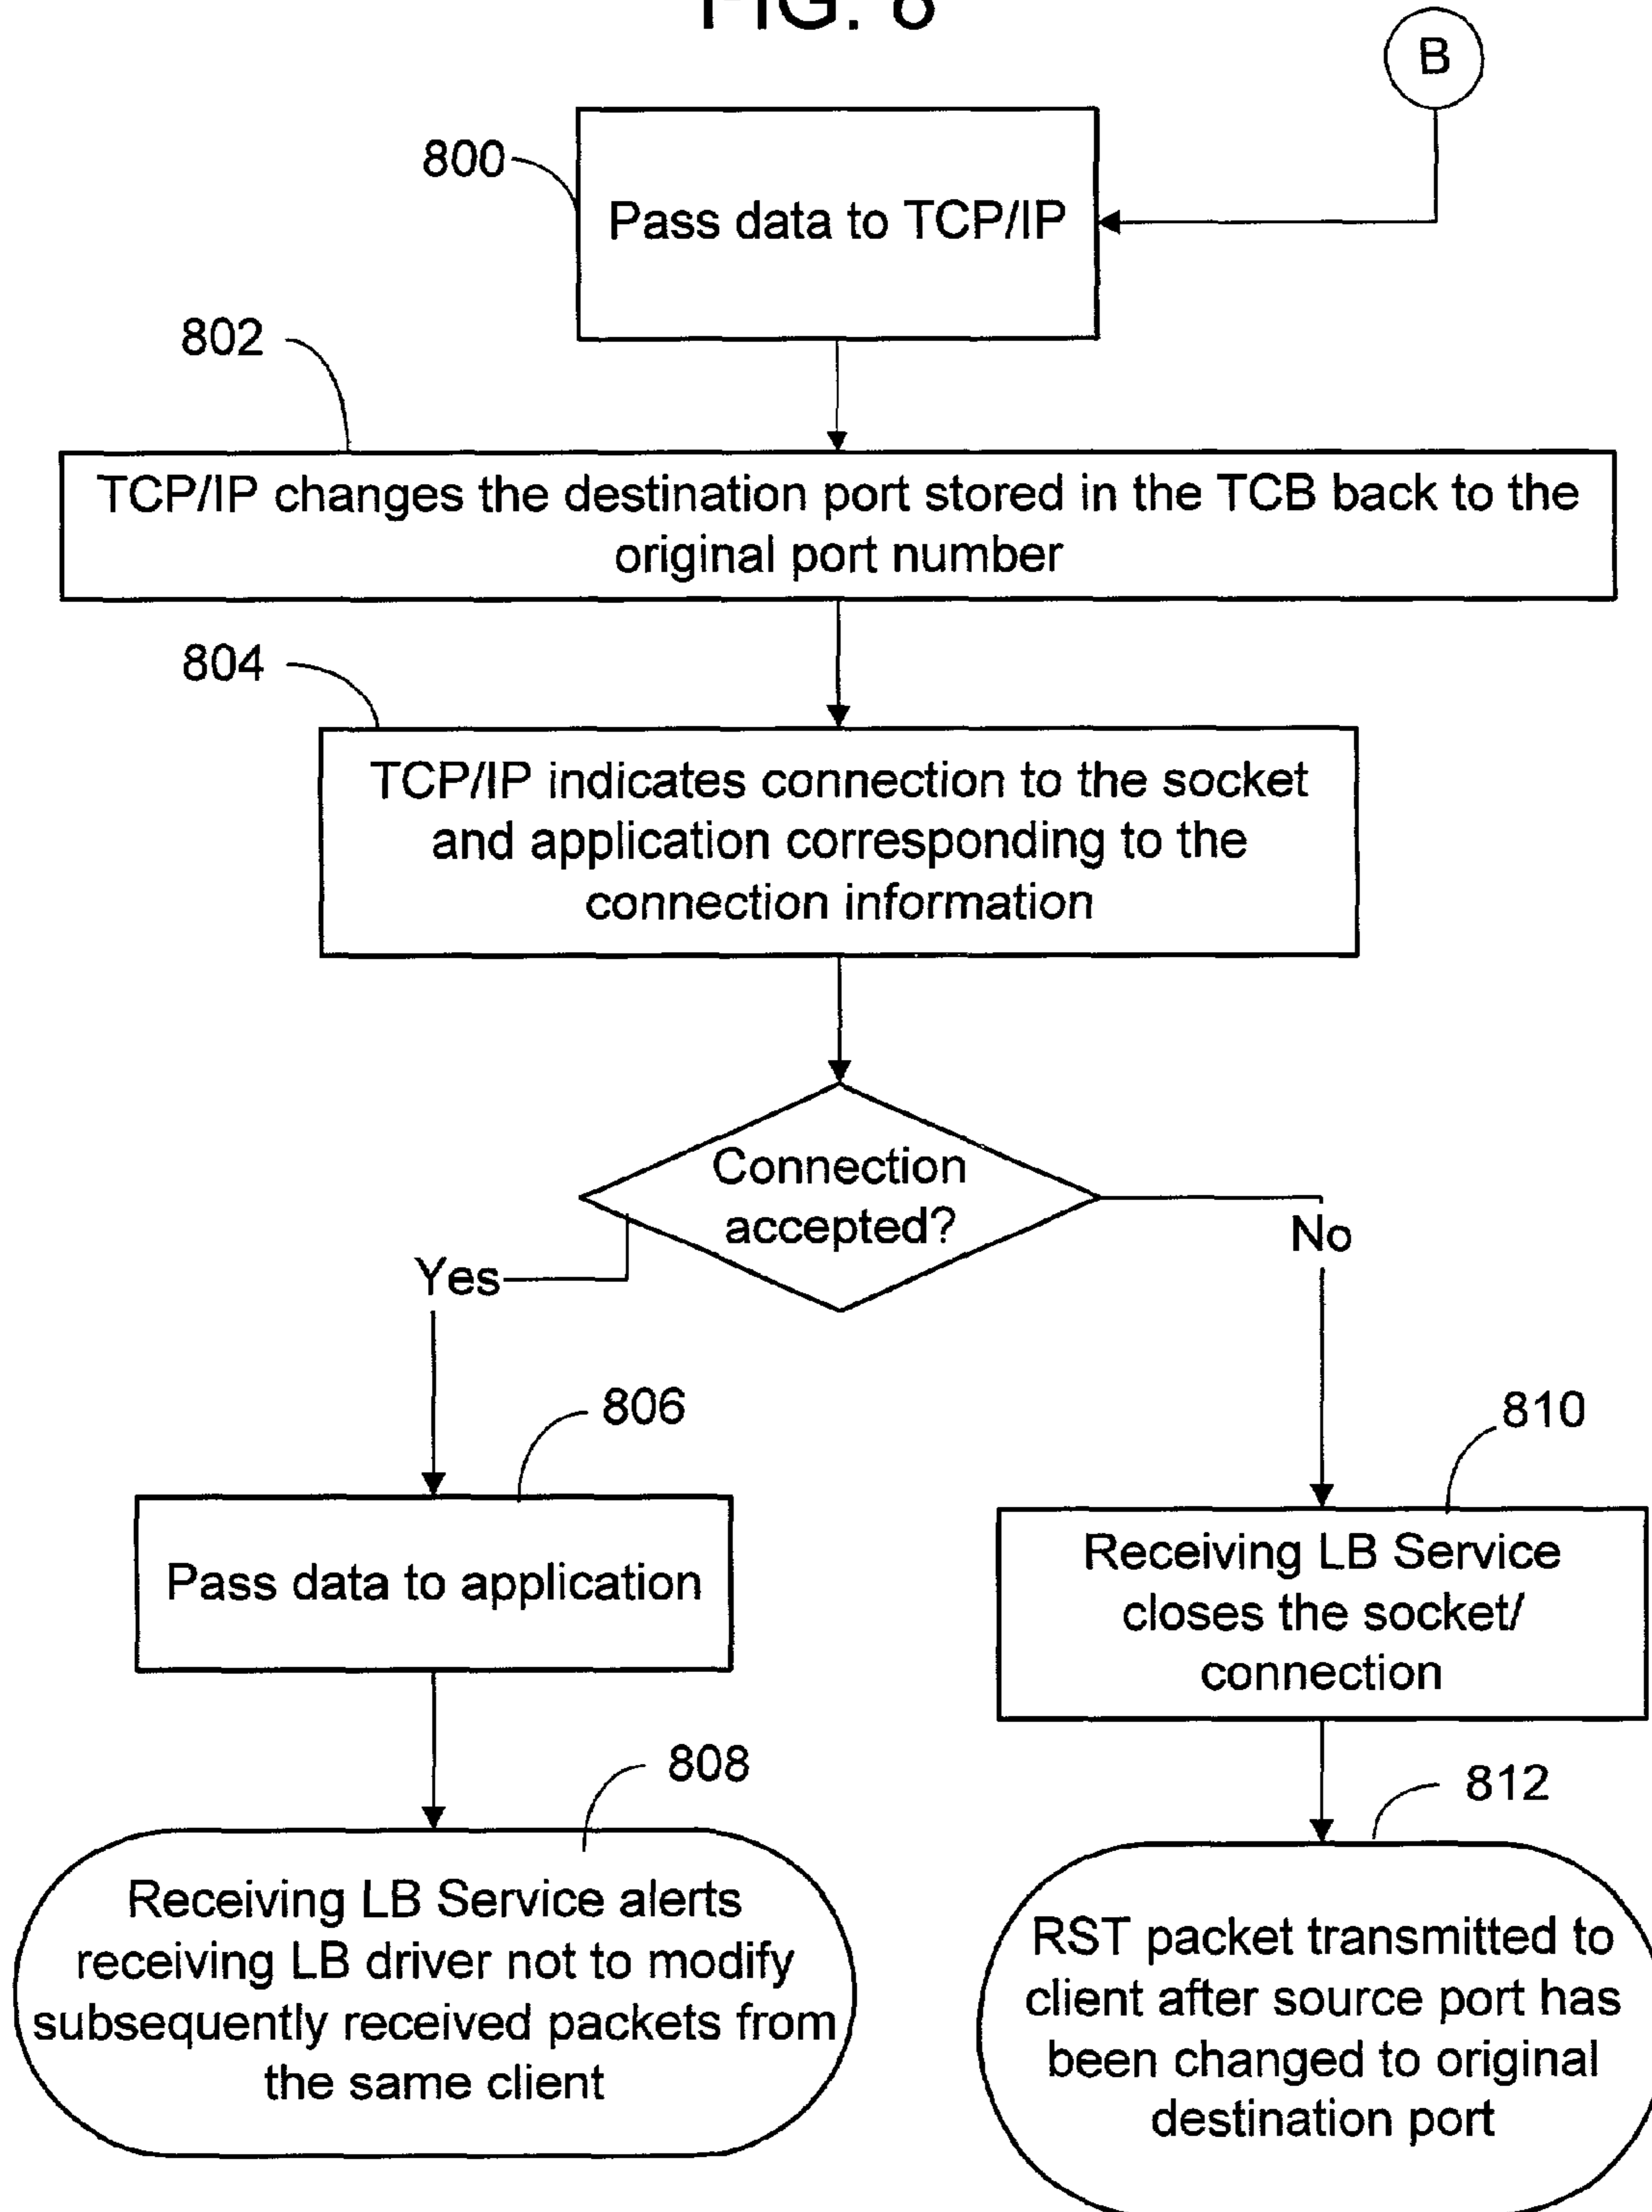 FIG. 8
B
800
Pass data to TCP/IP
802
TCP/IP changes the destination port stored in the TCB back to the
original port number
804
TCP/IP indicates connection to the socket
and application corresponding to the
connection information
Connection
accepted?
Yes
No
806
Pass data to application
810
Receiving LB Service
closes the socket/
connection
808
Receiving LB Service alerts
receiving LB driver not to modify
subsequently received packets from
the same client
812
RST packet transmitted to
client after source port has
been changed to original
destination port